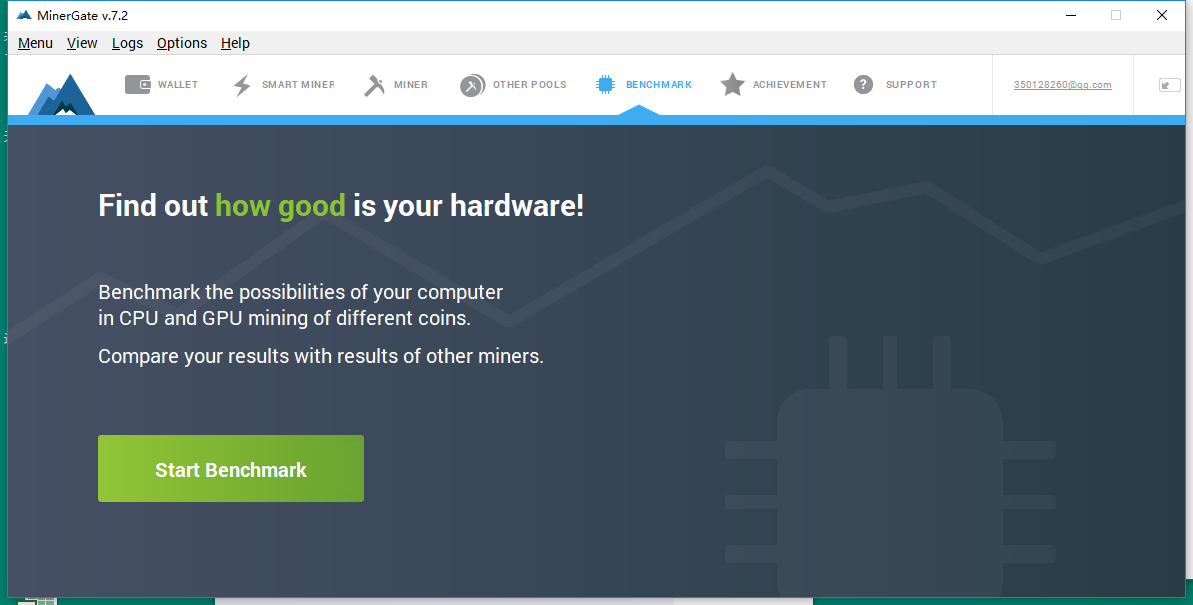 MinerGate v.7.2
Menu View Logs Options Help
WALLET SMART MINER MINER OTHER POOLS BENCHMARK ACHIEVEMENT ? SUPPORT 350128260@qq.com
Find out how good is your hardware!
Benchmark the possibilities of your computer
in CPU and GPU mining of different coins.
Compare your results with results of other miners.
Start Benchmark